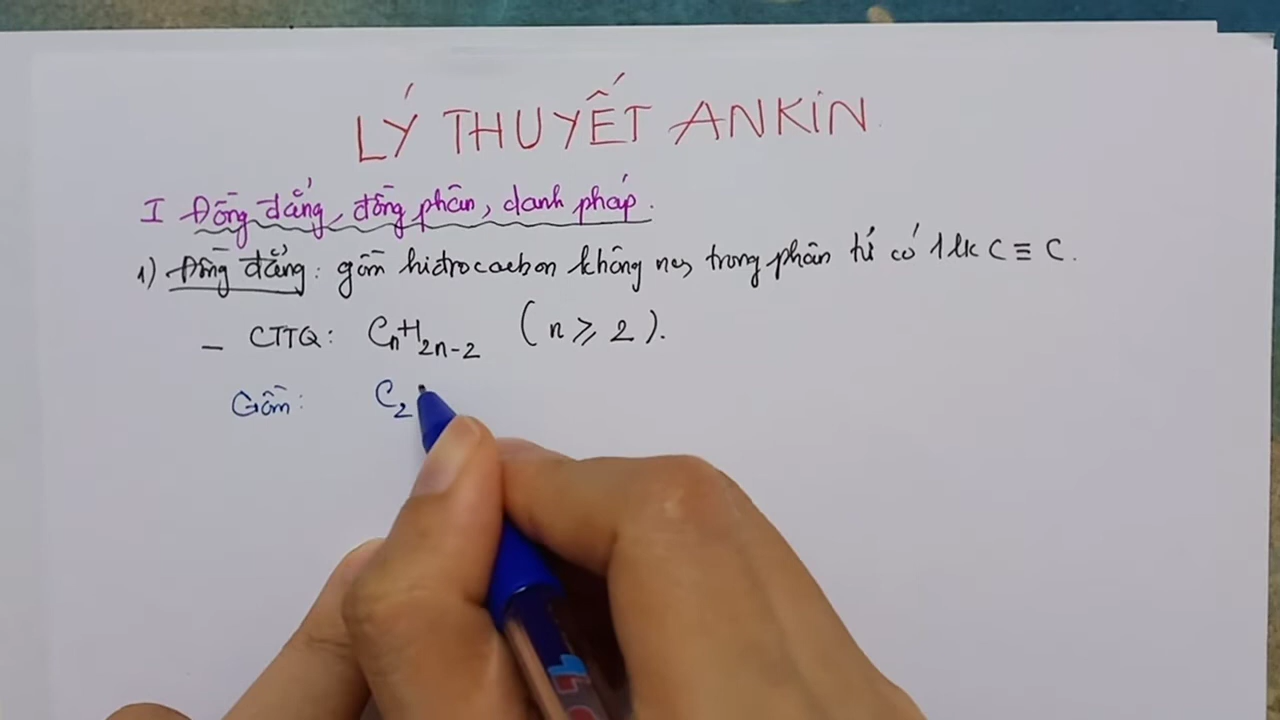 LÝ THUYẾT ANKIN
I Đồng đẳng, đồng phân, danh pháp.
1) Đồng đẳng: gồm hiđrocacbon không no, trong phân tử có 1 lk C ≡ C.
- CTTQ: CnH2n-2 (n ≥ 2).
Gồm: C2